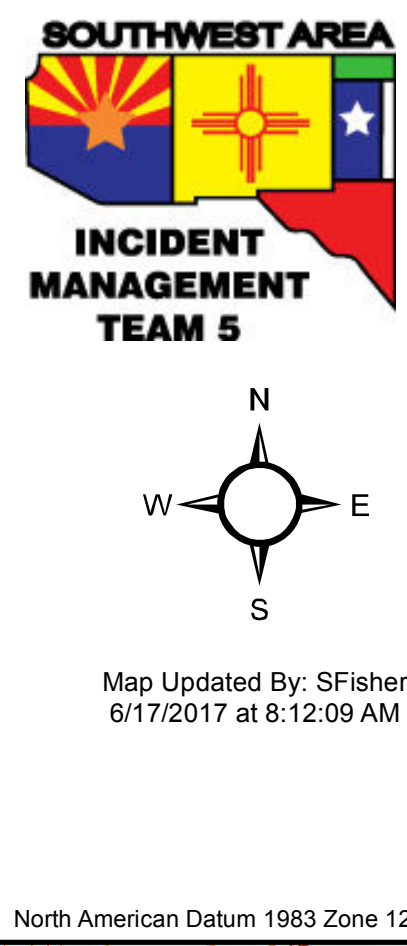 SOUTHWEST AREA
INCIDENT
MANAGEMENT
TEAM 5
N
W E
S
Map Updated By: SFisher
6/17/2017 at 8:12:09 AM
North American Datum 1983 Zone 12